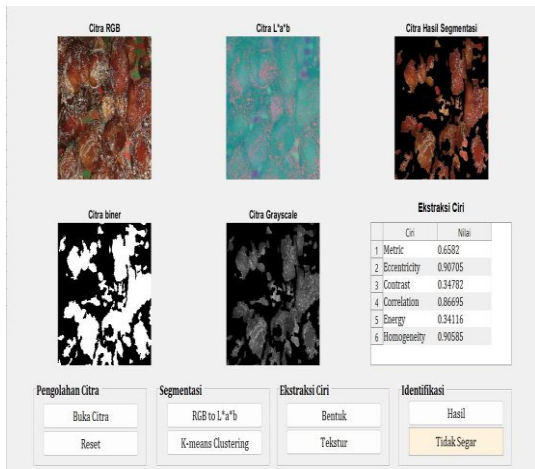 Citra RGB
Citra L*a*b
Citra Hasil Segmentasi
Citra biner
Citra Grayscale
Ekstraksi Ciri
Ciri Nilai
1 Metric 0.6582
2 Eccentricity 0.90705
3 Contrast 0.34782
4 Correlation 0.86695
5 Energy 0.34116
6 Homogeneity 0.90585
Pengolahan Citra
Buka Citra
Reset
Segmentasi
RGB to L*a*b
K-means Clustering
Ekstraksi Ciri
Bentuk
Tekstur
Identifikasi
Hasil
Tidak Segar